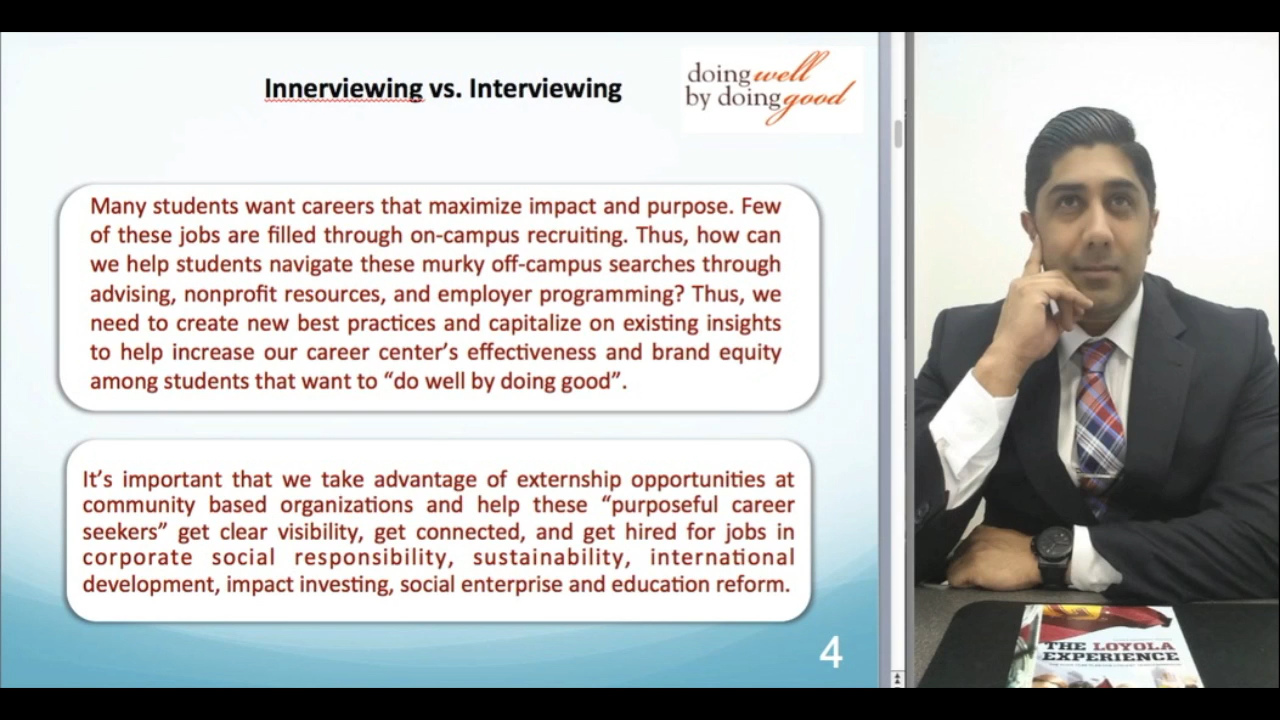 Innerviewing vs. Interviewing
doing well
by doing good
Many students want careers that maximize impact and purpose. Few
of these jobs are filled through on-campus recruiting. Thus, how can
we help students navigate these murky off-campus searches through
advising, nonprofit resources, and employer programming? Thus, we
need to create new best practices and capitalize on existing insights
to help increase our career center’s effectiveness and brand equity
among students that want to “do well by doing good”.
It’s important that we take advantage of externship opportunities at
community based organizations and help these “purposeful career
seekers” get clear visibility, get connected, and get hired for jobs in
corporate social responsibility, sustainability, international
development, impact investing, social enterprise and education reform.
4
THE LOYOLA
EXPERIENCE